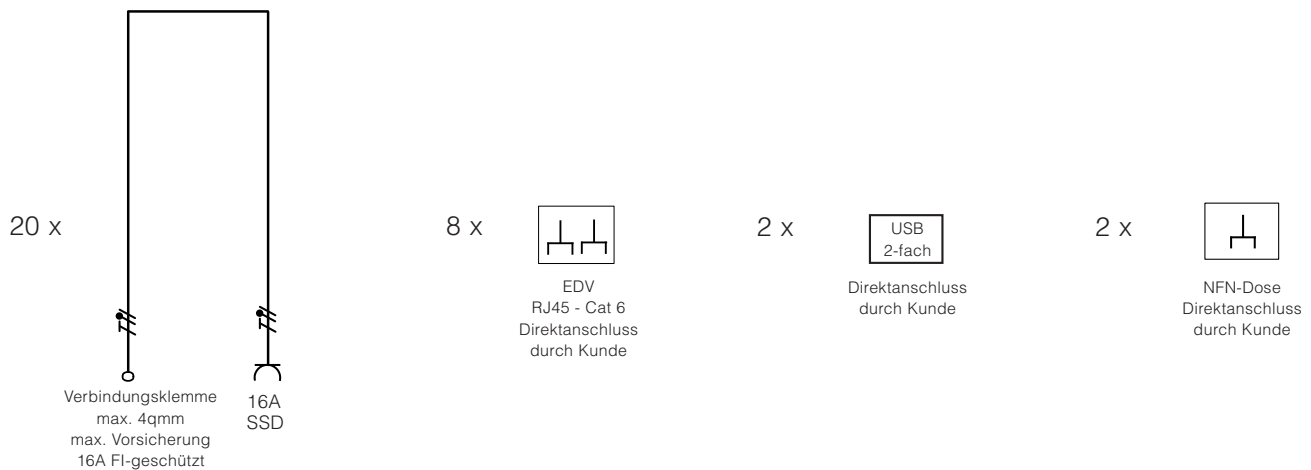 20 x
Verbindungsklemme
max. 4qmm
max. Vorsicherung
16A FI-geschützt
16A
SSD
8 x
EDV
RJ45 - Cat 6
Direktanschluss
durch Kunde
2 x
USB
2-fach
Direktanschluss
durch Kunde
2 x
NFN-Dose
Direktanschluss
durch Kunde